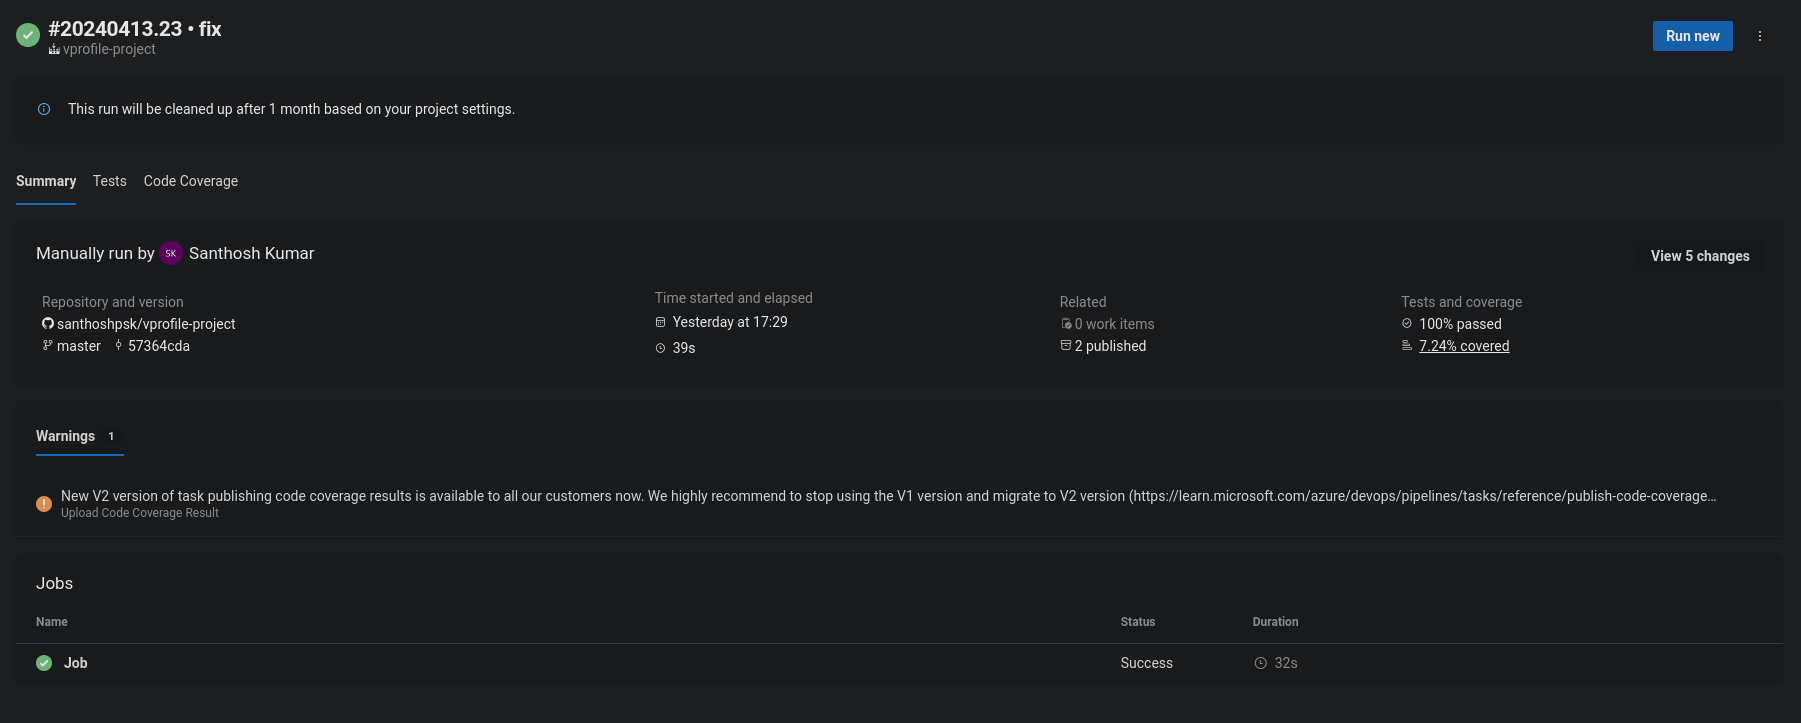 #20240413.23 • fix
vprofile-project
Run new
This run will be cleaned up after 1 month based on your project settings.
Summary Tests Code Coverage
Manually run by SK Santhosh Kumar
View 5 changes
Repository and version
santhoshpsk/vprofile-project
master 57364cda
Time started and elapsed
Yesterday at 17:29
39s
Related
0 work items
2 published
Tests and coverage
100% passed
7.24% covered
Warnings 1
New V2 version of task publishing code coverage results is available to all our customers now. We highly recommend to stop using the V1 version and migrate to V2 version (https://learn.microsoft.com/azure/devops/pipelines/tasks/reference/publish-code-coverage…
Upload Code Coverage Result
Jobs
Name Status Duration
Job Success 32s